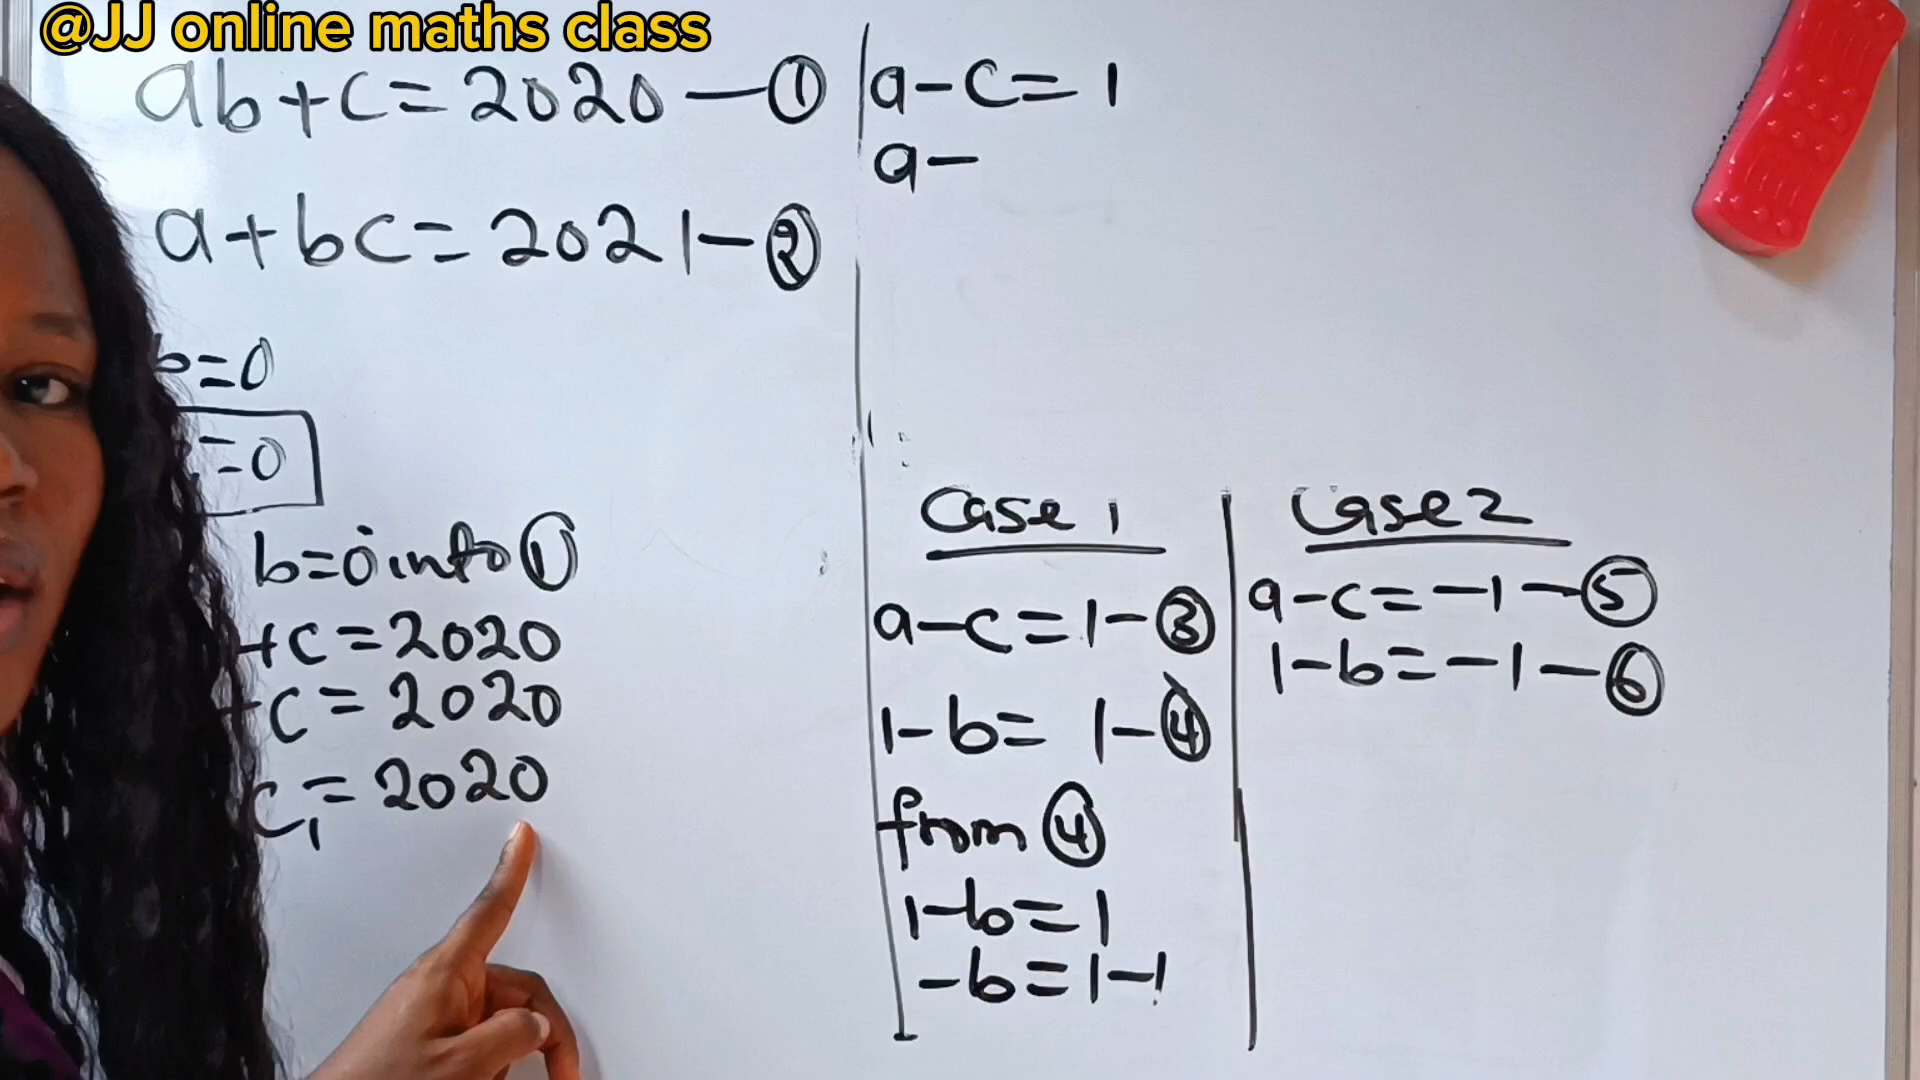 @JJ online maths class
ab+c=2020—①
a+bc=2021—②
b=0
=0
b=0 into ①
+c=2020
+c=2020
c₁=2020
a-c=1
a-
Case 1
a-c=1-③
1-b=1-④
from ④
1-b=1
-b=1-1
Case 2
a-c=-1-⑤
1-b=-1-⑥